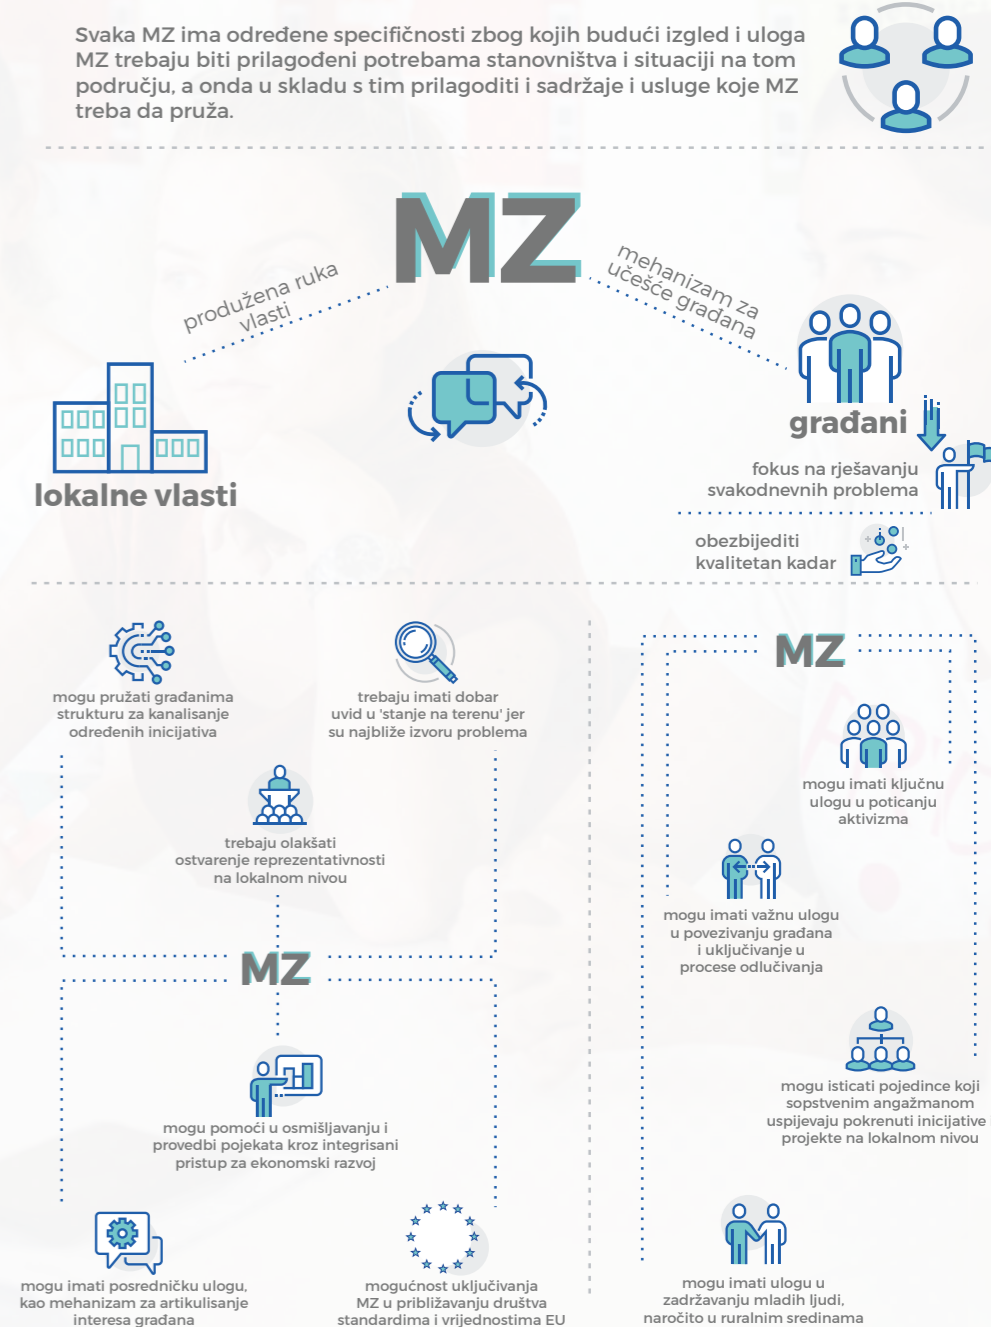 Svaka MZ ima određene specifičnosti zbog kojih budući izgled i uloga
MZ trebaju biti prilagođeni potrebama stanovništva i situaciji na tom
području, a onda u skladu s tim prilagoditi i sadržaje i usluge koje MZ
treba da pruža.
MZ
produžena ruka
vlasti
mehanizam za
učešće građana
lokalne vlasti
građani
fokus na rješavanju
svakodnevnih problema
obezbijediti
kvalitetan kadar
mogu pružati građanima
strukturu za kanalisanje
određenih inicijativa
trebaju imati dobar
uvid u 'stanje na terenu' jer
su najbliže izvoru problema
trebaju olakšati
ostvarenje reprezentativnosti
na lokalnom nivou
MZ
mogu pomoći u osmišljavanju i
provedbi pojekata kroz integrisani
pristup za ekonomski razvoj
mogu imati posredničku ulogu,
kao mehanizam za artikulisanje
interesa građana
mogućnost uključivanja
MZ u približavanju društva
standardima i vrijednostima EU
MZ
mogu imati ključnu
ulogu u poticanju
aktivizma
mogu imati važnu ulogu
u povezivanju građana
i uključivanje u
procese odlučivanja
mogu isticati pojedince koji
sopstvenim angažmanom
uspijevaju pokrenuti inicijative i
projekte na lokalnom nivou
mogu imati ulogu u
zadržavanju mladih ljudi,
naročito u ruralnim sredinama